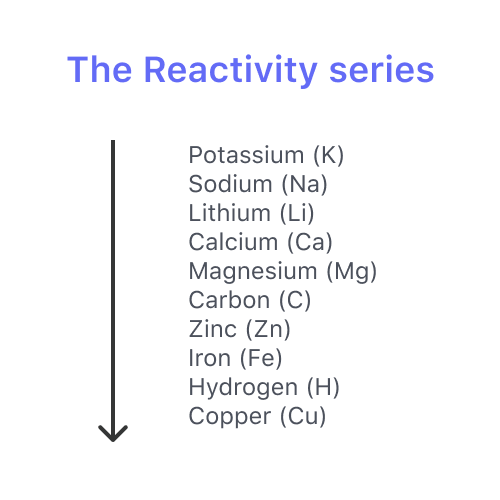 The Reactivity series
Potassium (K)
Sodium (Na)
Lithium (Li)
Calcium (Ca)
Magnesium (Mg)
Carbon (C)
Zinc (Zn)
Iron (Fe)
Hydrogen (H)
Copper (Cu)